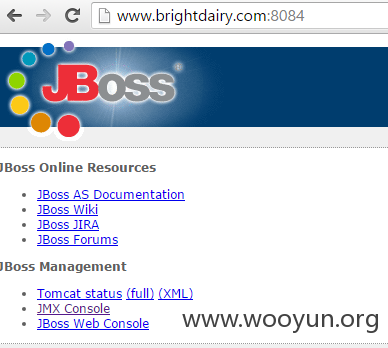 www.brightdairy.com:8084
JBoss
JBoss Online Resources
JBoss AS Documentation
JBoss Wiki
JBoss JIRA
JBoss Forums
JBoss Management
Tomcat status (full) (XML)
JMX Console
JBoss Web Console
www.wooyun.org